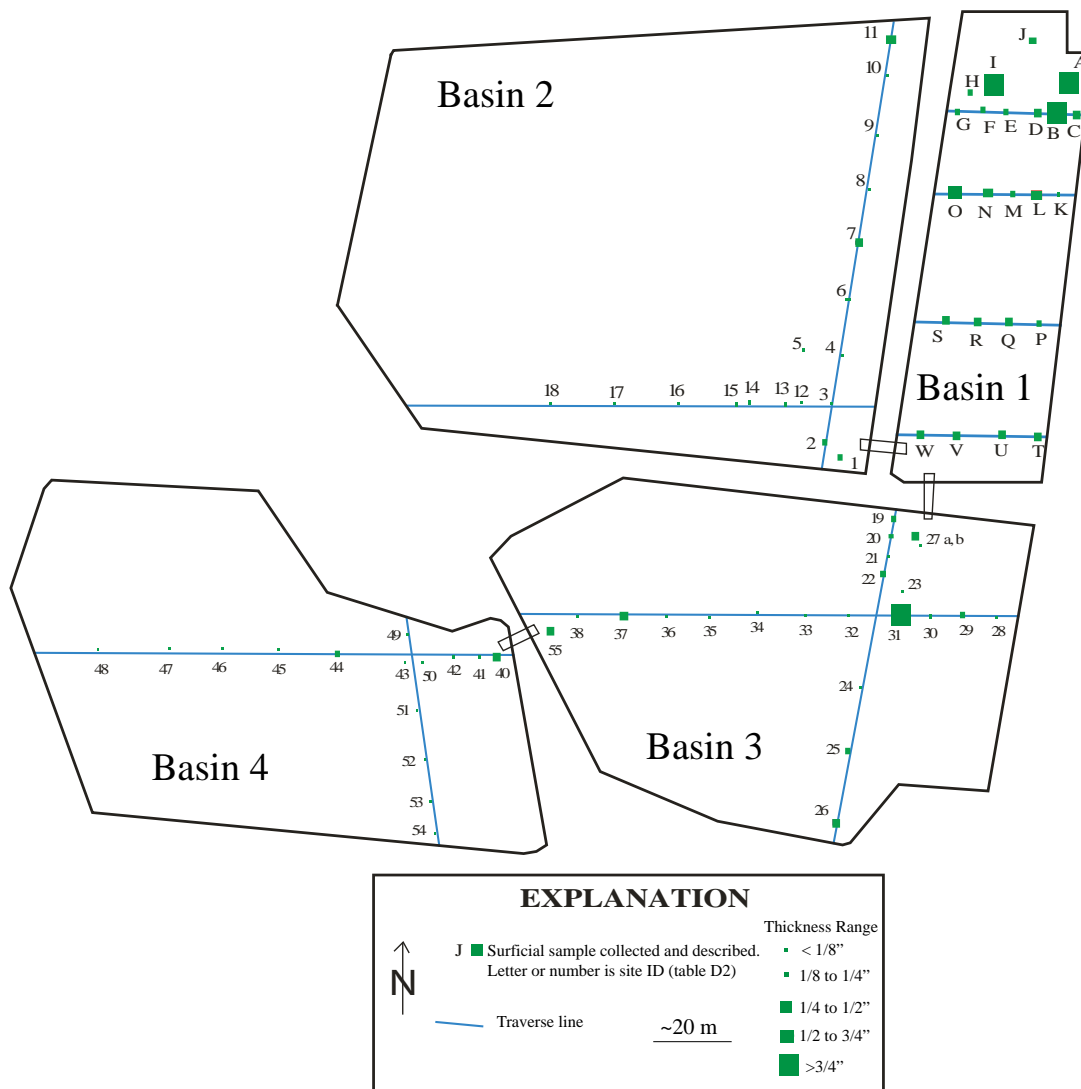 Basin 2
11
10
9
8
7
6
5
4
18
17
16
15
14
13
12
3
2
1
J
I
A
H
G
F
E
D
B
C
O
N
M
L
K
S
R
Q
P
Basin 1
W
V
U
T
19
20
27 a, b
21
22
23
55
38
37
36
35
34
33
32
31
30
29
28
24
25
26
Basin 3
49
48
47
46
45
44
43
50
42
41
40
51
52
53
54
Basin 4
EXPLANATION
N
J Surficial sample collected and described.
Letter or number is site ID (table D2)
Traverse line
~20 m
Thickness Range
< 1/8”
1/8 to 1/4”
1/4 to 1/2”
1/2 to 3/4”
>3/4”